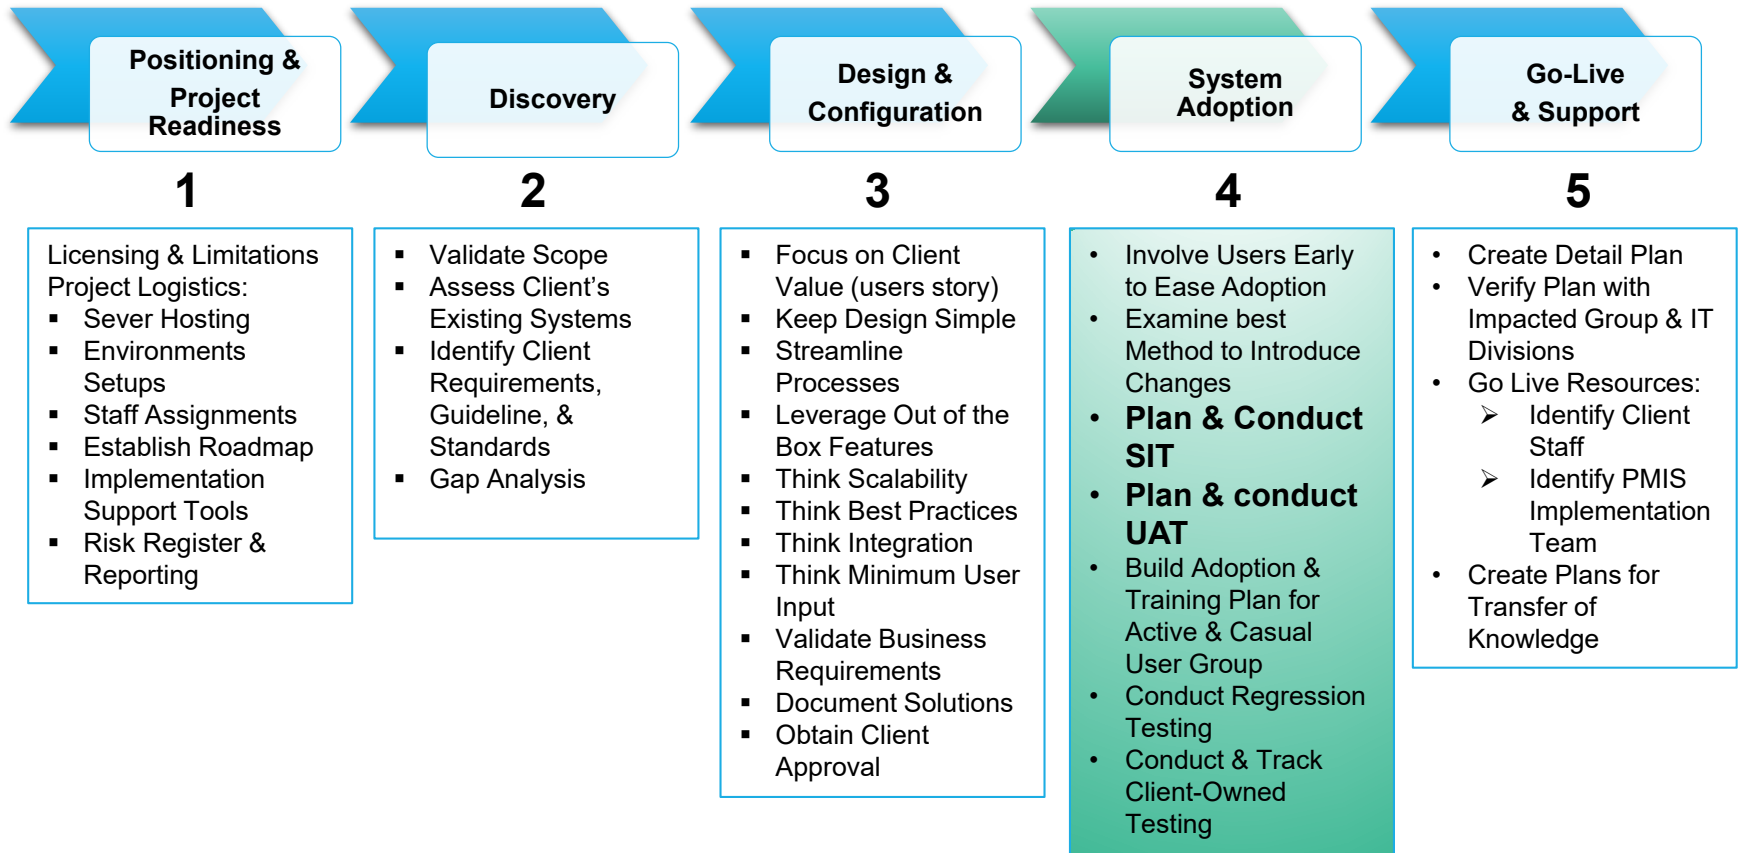 Positioning &
Project
Readiness
Discovery
Design &
Configuration
System
Adoption
Go-Live
& Support
1
2
3
4
5
Licensing & Limitations
Project Logistics:
▪ Sever Hosting
▪ Environments
Setups
▪ Staff Assignments
▪ Establish Roadmap
▪ Implementation
Support Tools
▪ Risk Register &
Reporting
▪ Validate Scope
▪ Assess Client’s
Existing Systems
▪ Identify Client
Requirements,
Guideline, &
Standards
▪ Gap Analysis
▪ Focus on Client
Value (users story)
▪ Keep Design Simple
▪ Streamline
Processes
▪ Leverage Out of the
Box Features
▪ Think Scalability
▪ Think Best Practices
▪ Think Integration
▪ Think Minimum User
Input
▪ Validate Business
Requirements
▪ Document Solutions
▪ Obtain Client
Approval
• Involve Users Early
to Ease Adoption
• Examine best
Method to Introduce
Changes
• Plan & Conduct
SIT
• Plan & conduct
UAT
• Build Adoption &
Training Plan for
Active & Casual
User Group
• Conduct Regression
Testing
• Conduct & Track
Client-Owned
Testing
• Create Detail Plan
• Verify Plan with
Impacted Group & IT
Divisions
• Go Live Resources:
➢ Identify Client
Staff
➢ Identify PMIS
Implementation
Team
• Create Plans for
Transfer of
Knowledge